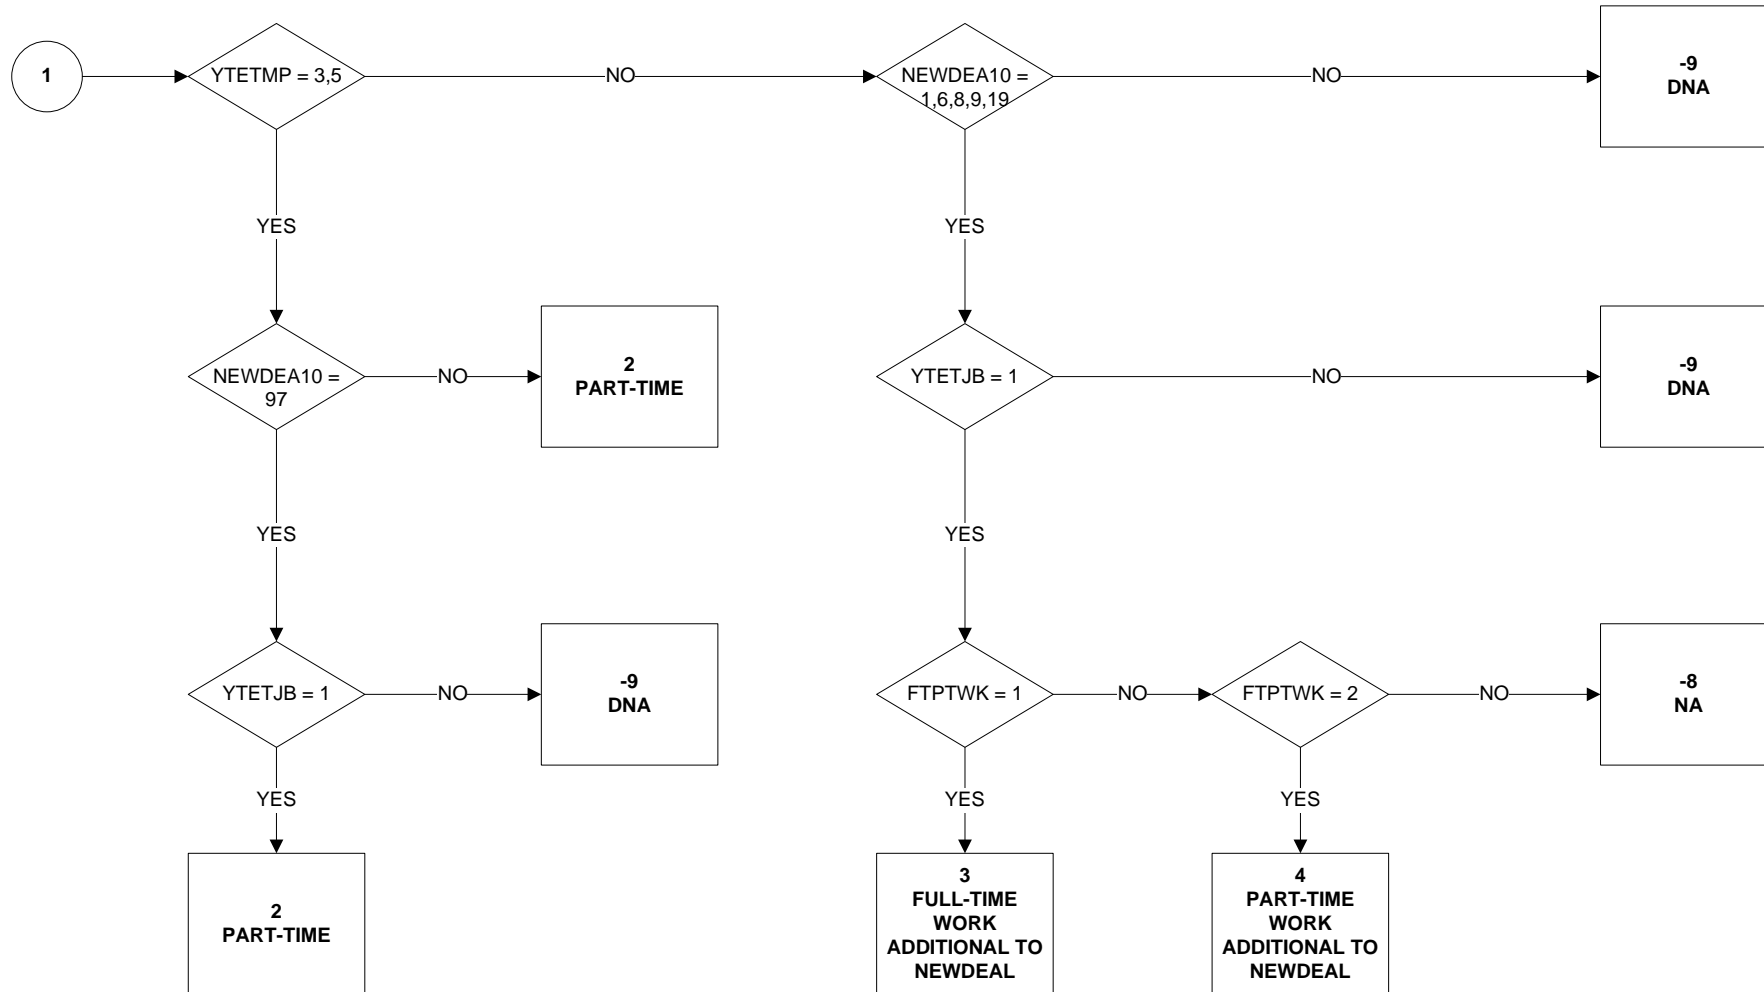 1
YTETMP = 3,5
NO
NEWDEA10 =
1,6,8,9,19
NO
-9
DNA
YES
YES
NEWDEA10 =
97
NO
2
PART-TIME
YTETJB = 1
NO
-9
DNA
YES
YES
YTETJB = 1
NO
-9
DNA
FTPTWK = 1
NO
FTPTWK = 2
NO
-8
NA
YES
YES
YES
2
PART-TIME
3
FULL-TIME
WORK
ADDITIONAL TO
NEWDEAL
4
PART-TIME
WORK
ADDITIONAL TO
NEWDEAL